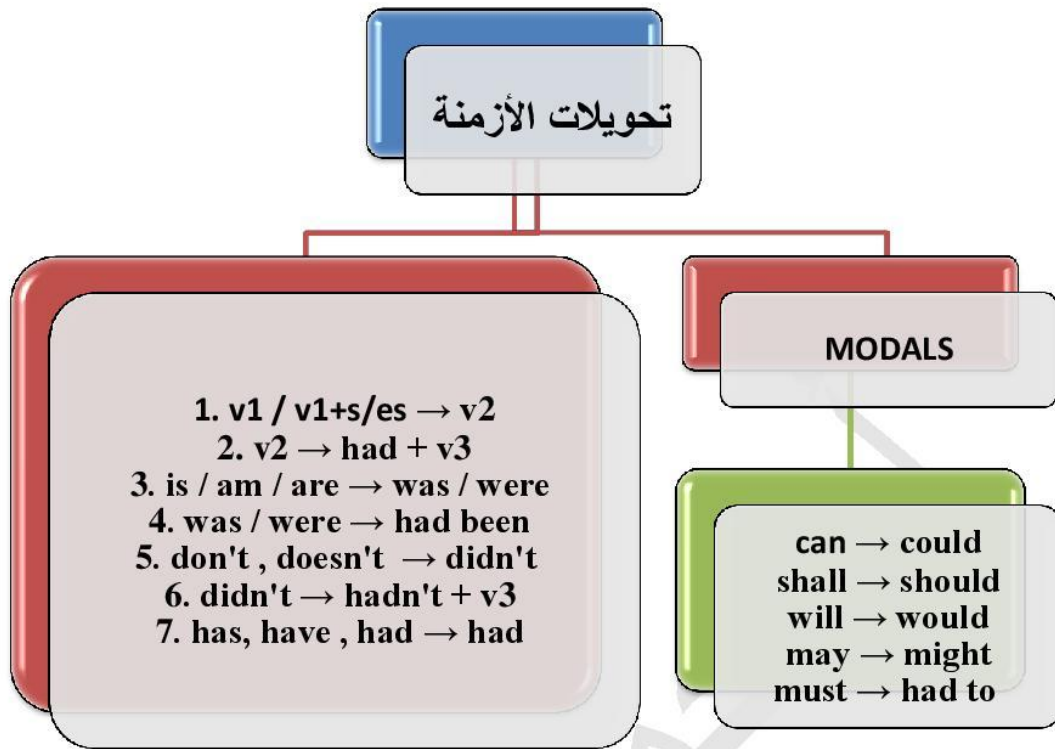 تحويلات الأزمنة
1. v1 / v1+s/es → v2
2. v2 → had + v3
3. is / am / are → was / were
4. was / were → had been
5. don't , doesn't → didn't
6. didn't → hadn't + v3
7. has, have , had → had
MODALS
can → could
shall → should
will → would
may → might
must → had to